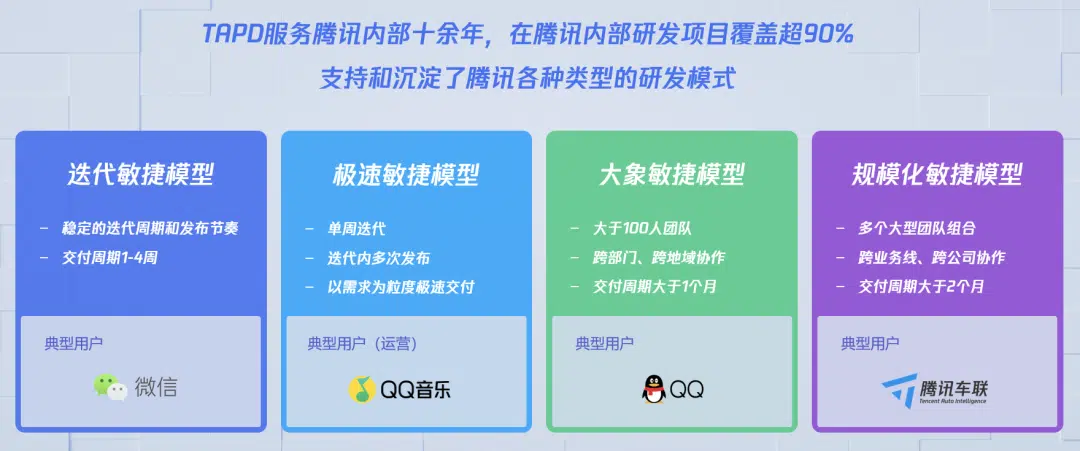 TAPD服务腾讯内部十余年，在腾讯内部研发项目覆盖超90%
支持和沉淀了腾讯各种类型的研发模式
迭代敏捷模型
- 稳定的迭代周期和发布节奏
- 交付周期1-4周
典型用户
微信
极速敏捷模型
- 单周迭代
- 迭代内多次发布
- 以需求为粒度极速交付
典型用户（运营）
QQ音乐
大象敏捷模型
- 大于100人团队
- 跨部门、跨地域协作
- 交付周期大于1个月
典型用户
QQ
规模化敏捷模型
- 多个大型团队组合
- 跨业务线、跨公司协作
- 交付周期大于2个月
典型用户
腾讯车联
Tencent Auto Intelligence